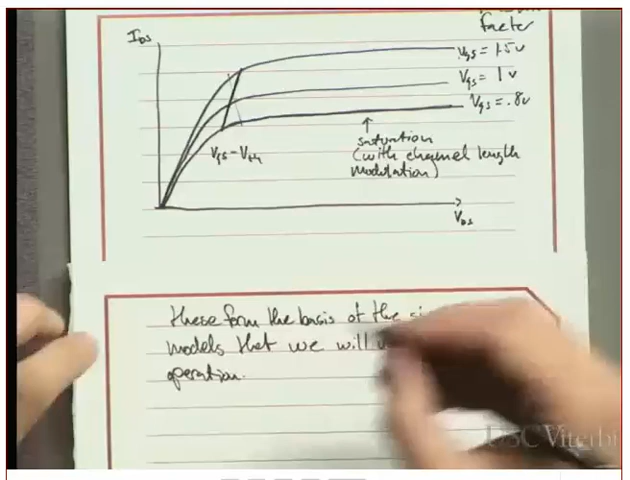 facter
IDS
Vgs = 1.5v
Vgs = 1v
Vgs = .8v
Vgs - Vth
saturation
(with channel length
modulation)
VDS
these form the basis of the
models that we will
operation.
USC Viterbi